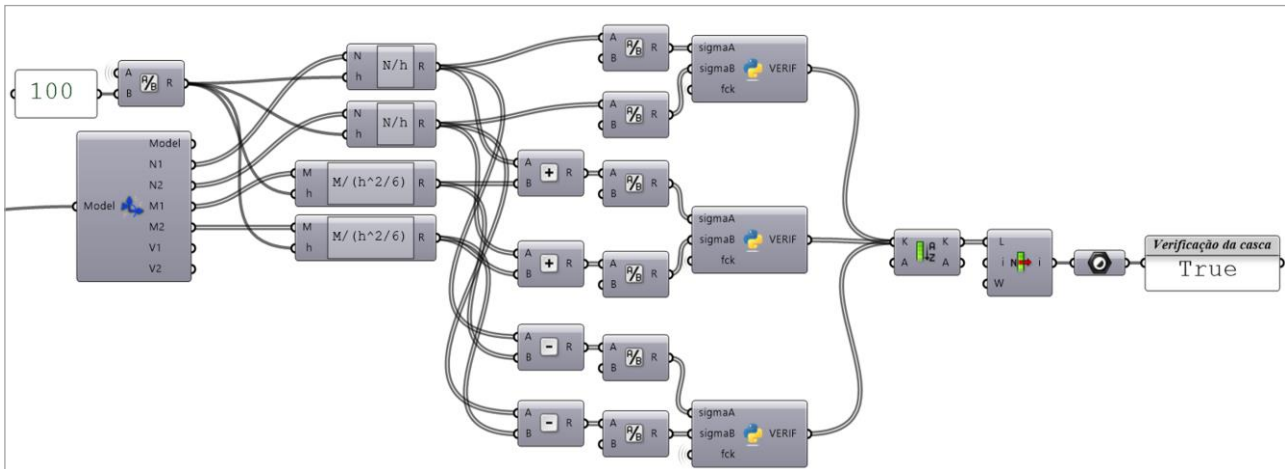 100
A
B
A/B
R
Model
Model
N1
N2
M1
M2
V1
V2
N
h
N/h
R
N
h
N/h
R
M
h
M/(h^2/6)
R
M
h
M/(h^2/6)
R
A
B
+
R
A
B
+
R
A
B
-
R
A
B
-
R
A
B
A/B
R
A
B
A/B
R
A
B
A/B
R
A
B
A/B
R
A
B
A/B
R
A
B
A/B
R
sigmaA
sigmaB
fck
VERIF
sigmaA
sigmaB
fck
VERIF
sigmaA
sigmaB
fck
VERIF
K
A
A
Z
K
A
L
i
W
N
i
Verificação da casca
True